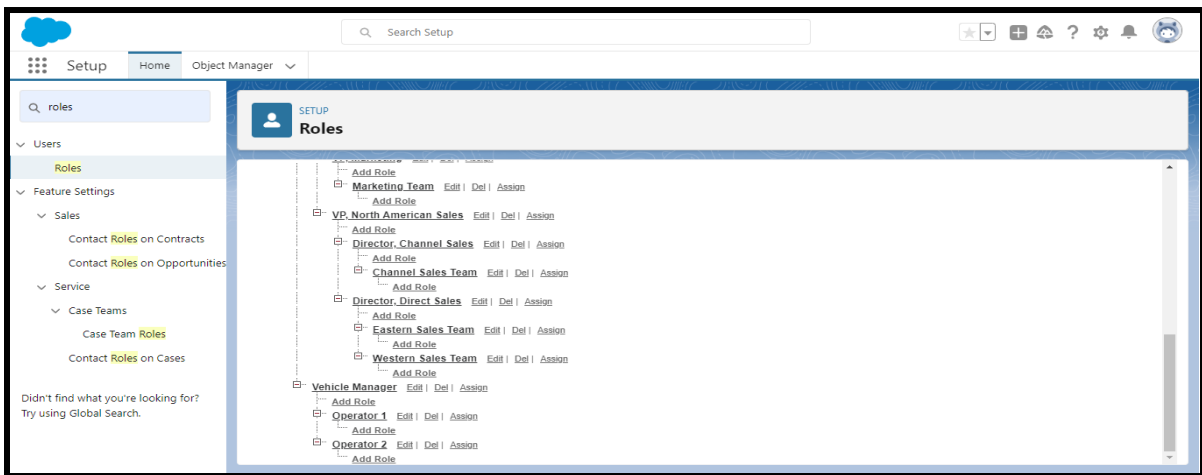 Search Setup
Setup Home Object Manager
roles
Users
Roles
Feature Settings
Sales
Contact Roles on Contracts
Contact Roles on Opportunities
Service
Case Teams
Case Team Roles
Contact Roles on Cases
Didn't find what you're looking for?
Try using Global Search.
SETUP
Roles
Add Role
Marketing Team Edit | Del | Assign
Add Role
VP, North American Sales Edit | Del | Assign
Add Role
Director, Channel Sales Edit | Del | Assign
Add Role
Channel Sales Team Edit | Del | Assign
Add Role
Director, Direct Sales Edit | Del | Assign
Add Role
Eastern Sales Team Edit | Del | Assign
Add Role
Western Sales Team Edit | Del | Assign
Add Role
Vehicle Manager Edit | Del | Assign
Add Role
Operator 1 Edit | Del | Assign
Add Role
Operator 2 Edit | Del | Assign
Add Role